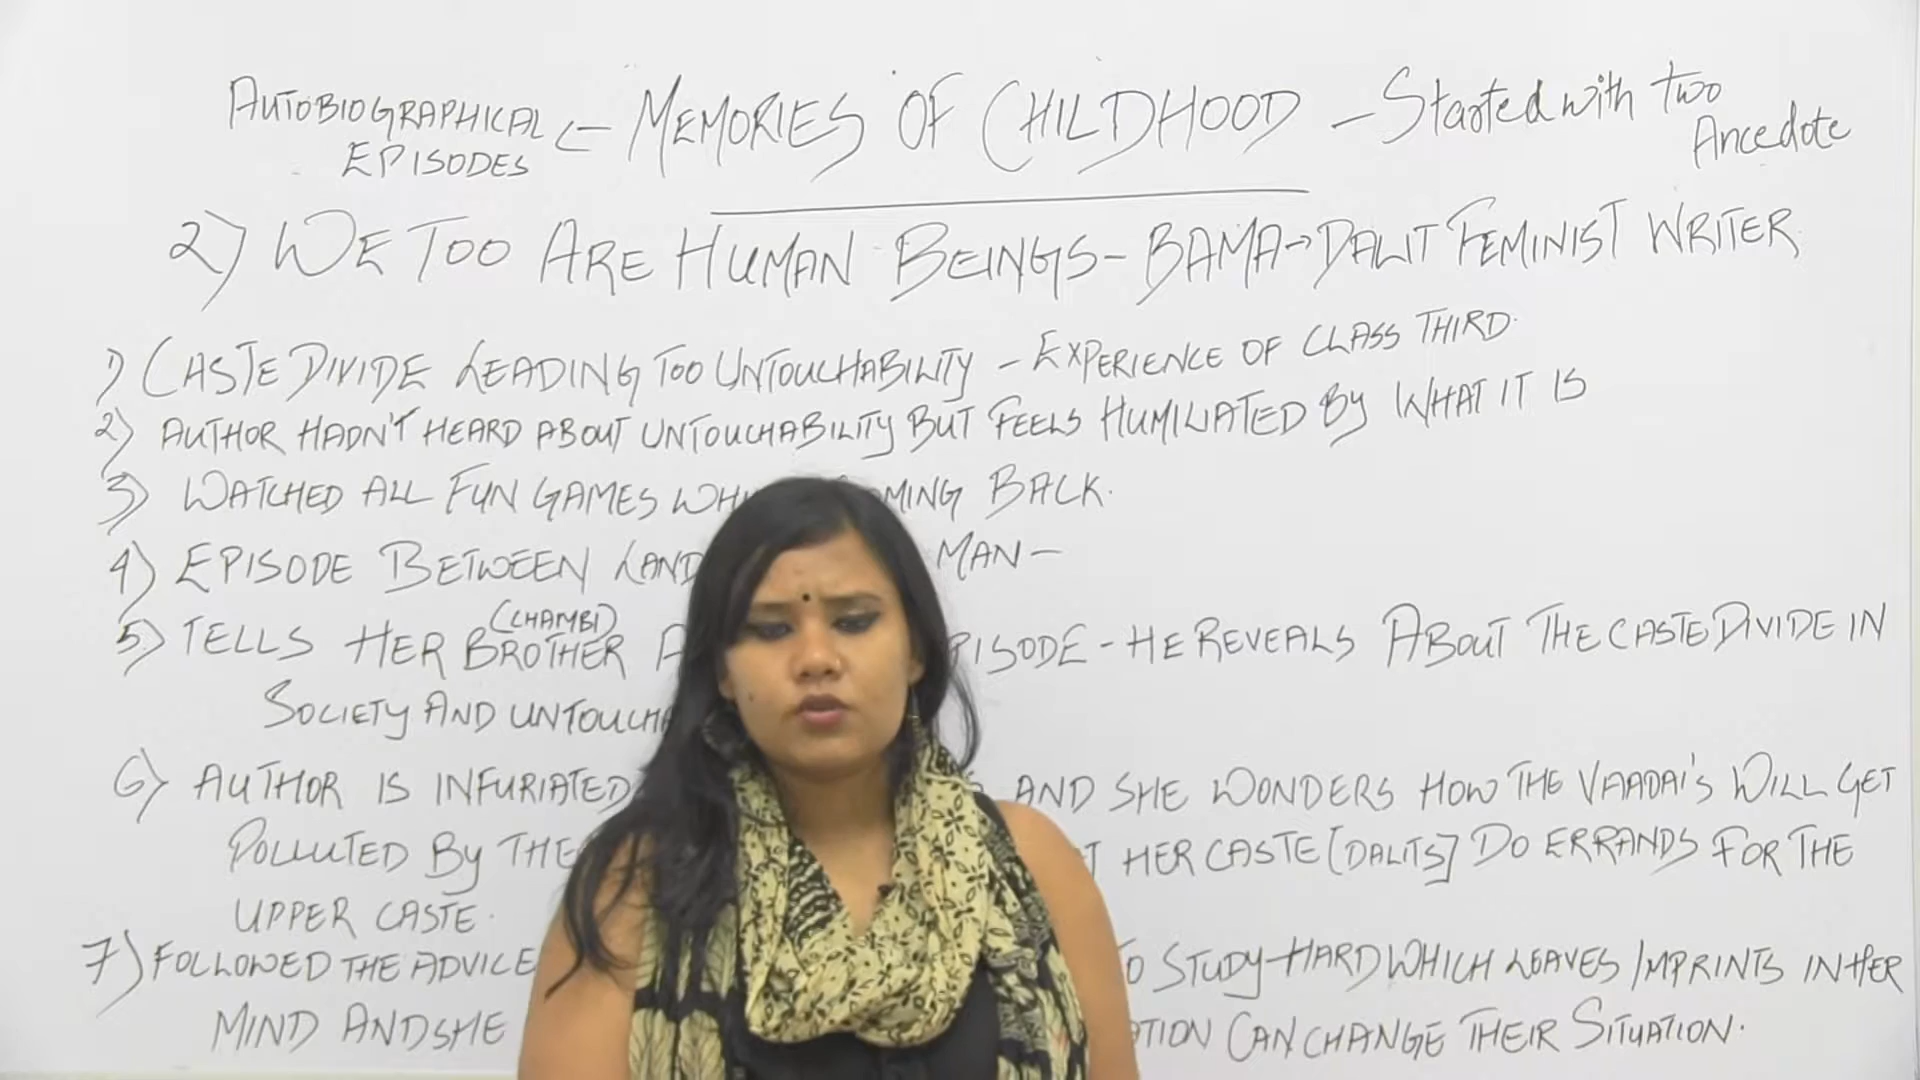 AUTOBIOGRAPHICAL EPISODES <- MEMORIES OF CHILDHOOD - Started with two Ancedote
2) WE TOO ARE HUMAN BEINGS - BAMA -> DALIT FEMINIST WRITER
1) CASTE DIVIDE LEADING TOO UNTOUCHABILITY - EXPERIENCE OF CLASS THIRD.
2) AUTHOR HADN'T HEARD ABOUT UNTOUCHABILITY BUT FEELS HUMILIATED BY WHAT IT IS
3) WATCHED ALL FUN GAMES BACK.
4) EPISODE BETWEEN LAND MAN -
(CHAMBI)
5) TELLS HER BROTHER - HE REVEALS ABOUT THE CASTE DIVIDE IN
SOCIETY AND
6) AUTHOR IS INFURIATED AND SHE WONDERS HOW THE VAADAI'S WILL GET
POLLUTED BY THE HER CASTE [DALITS] DO ERRANDS FOR THE
UPPER CASTE.
7) FOLLOWED THE ADVICE STUDY HARD WHICH LEAVES IMPRINTS IN HER
MIND AND SHE CAN CHANGE THEIR SITUATION.